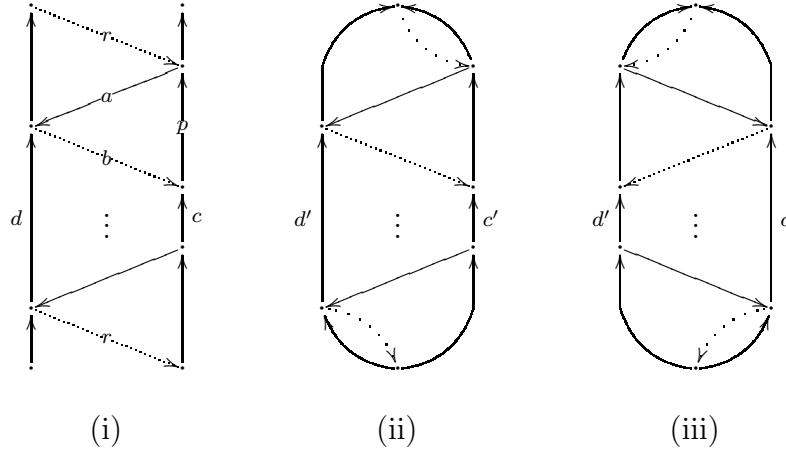 r
a
p
b
d ⋮ c
d′ ⋮ c′
d′ ⋮ c
r
(i) (ii) (iii)